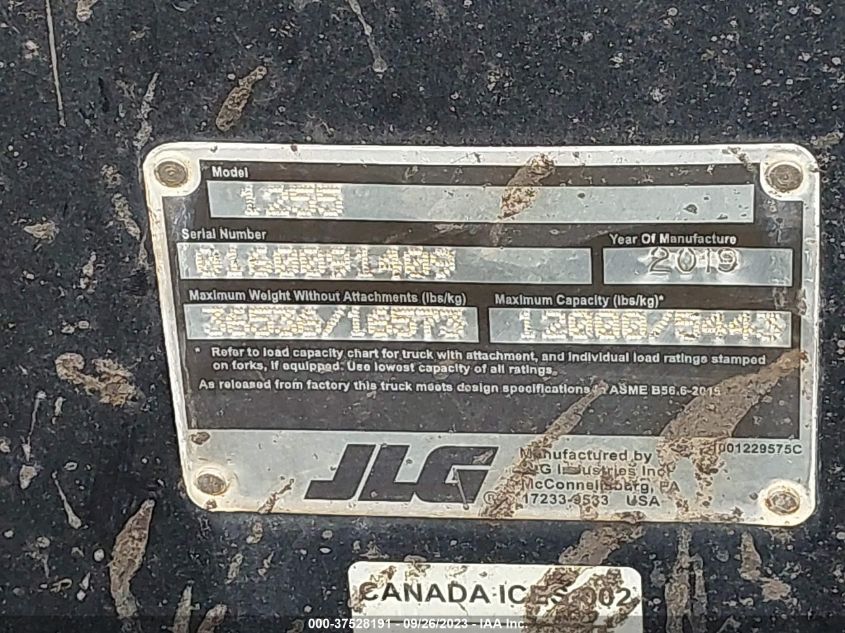 Model
1255
Serial Number
Year Of Manufacture
0160091409
2019
Maximum Weight Without Attachments (lbs/kg)
Maximum Capacity (lbs/kg)*
/
12000/5443
* Refer to load capacity chart for truck with attachment, and individual load ratings stamped
on forks, if equipped. Use lowest capacity of all ratings.
As released from factory this truck meets design specifications in ASME B56.6-2015
JLG
Manufactured by
JLG Industries Inc.
McConnellsburg, PA
17233-9533 USA
1001229575C
CANADA ICES-002
000-37528191 - 09/26/2023 - IAA Inc.